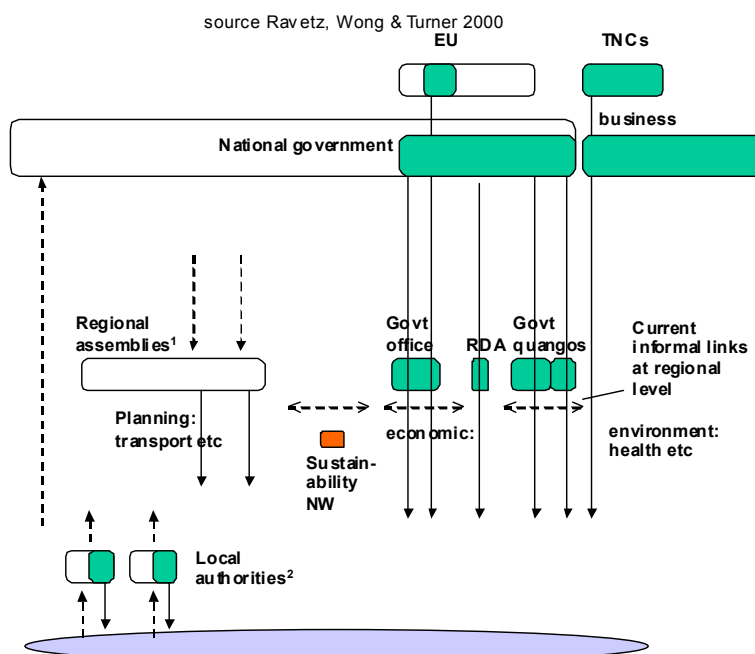 source Ravetz, Wong & Turner 2000
EU
TNCs
business
National government
Regional
assemblies¹
Govt
office
RDA
Govt
quangos
Current
informal links
at regional
level
Planning:
transport etc
economic:
environment:
health etc
Sustain-
ability
NW
Local
authorities²